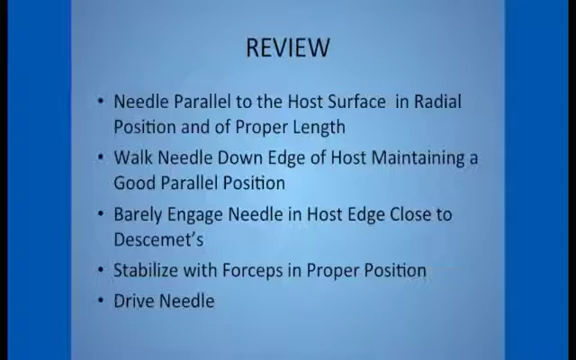 REVIEW
• Needle Parallel to the Host Surface in Radial
Position and of Proper Length
• Walk Needle Down Edge of Host Maintaining a
Good Parallel Position
• Barely Engage Needle in Host Edge Close to
Descemet's
• Stabilize with Forceps in Proper Position
• Drive Needle